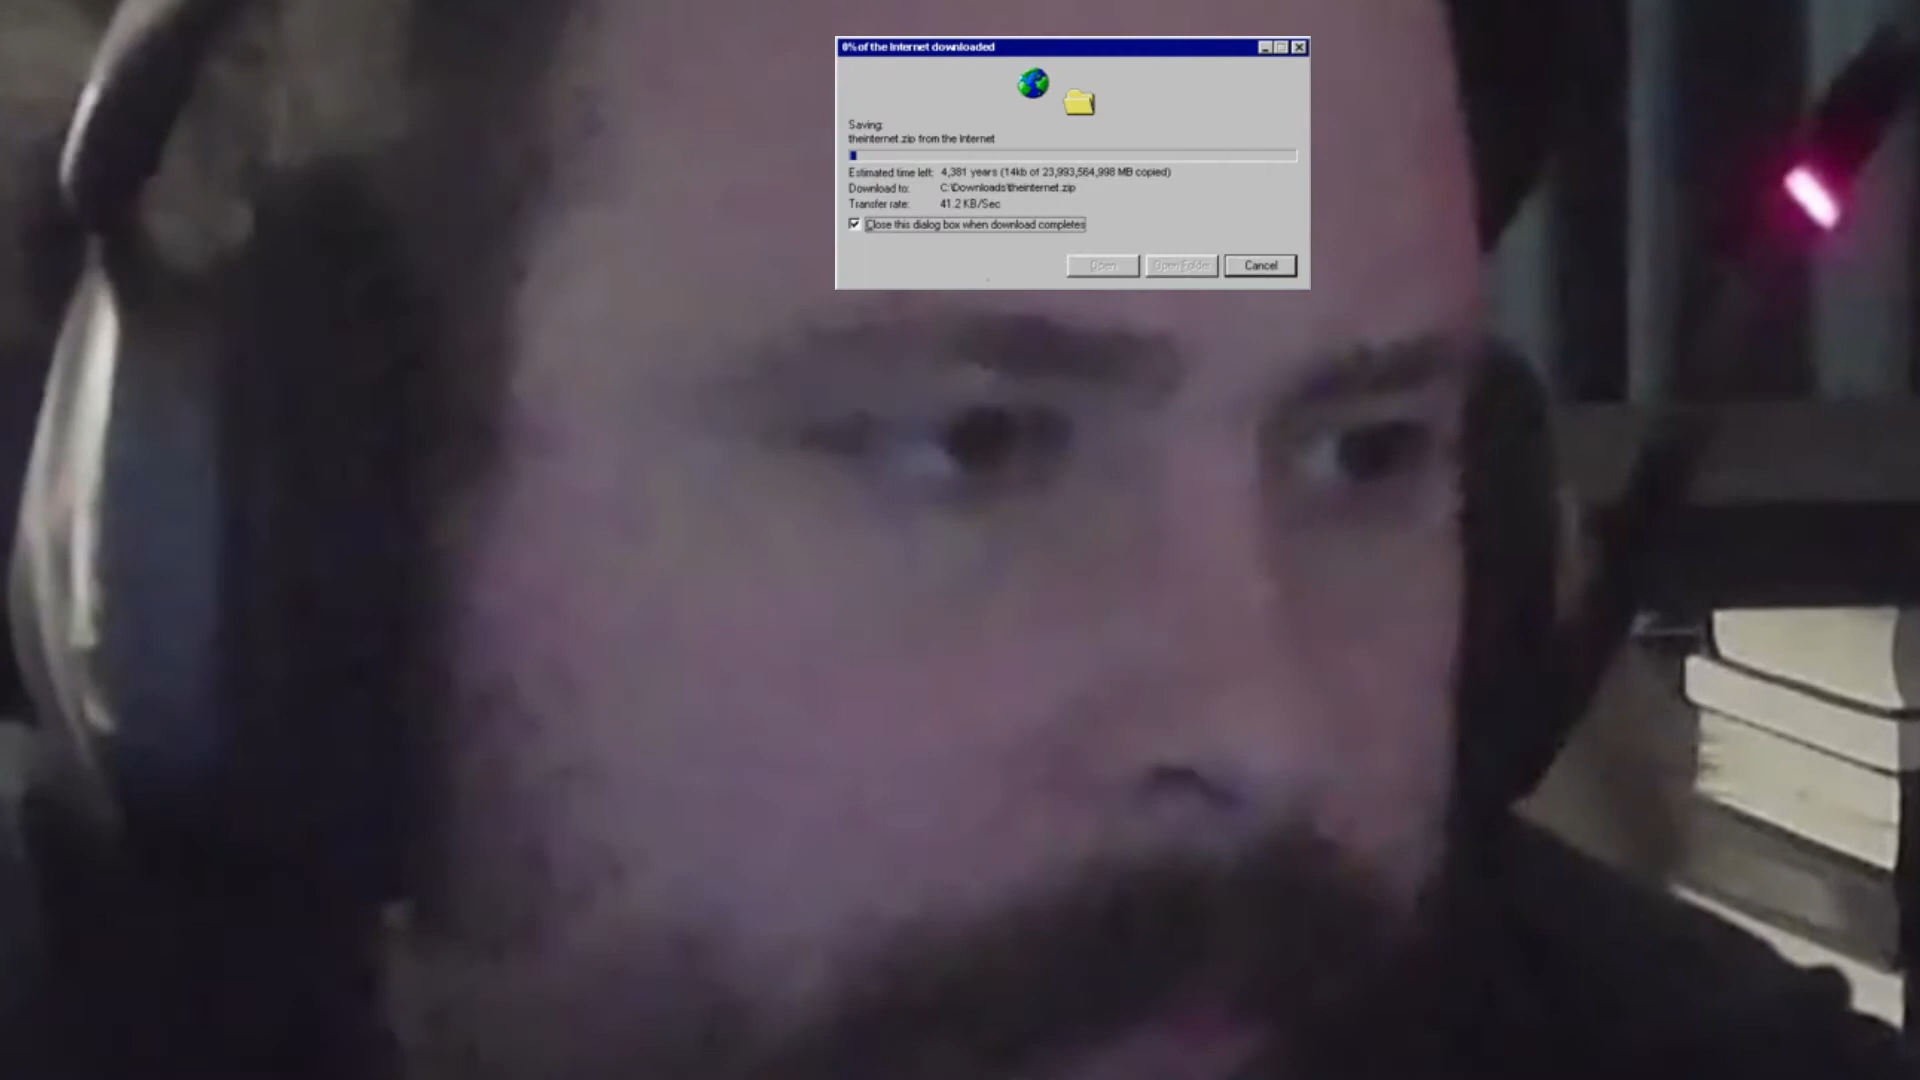 0% of the Internet downloaded
Saving:
theinternet.zip from the Internet
Estimated time left: 4,381 years (14kb of 23,993,564,998 MB copied)
Download to: C:\Downloads\theinternet.zip
Transfer rate: 41.2 KB/Sec
Close this dialog box when download completes
Open Open Folder Cancel